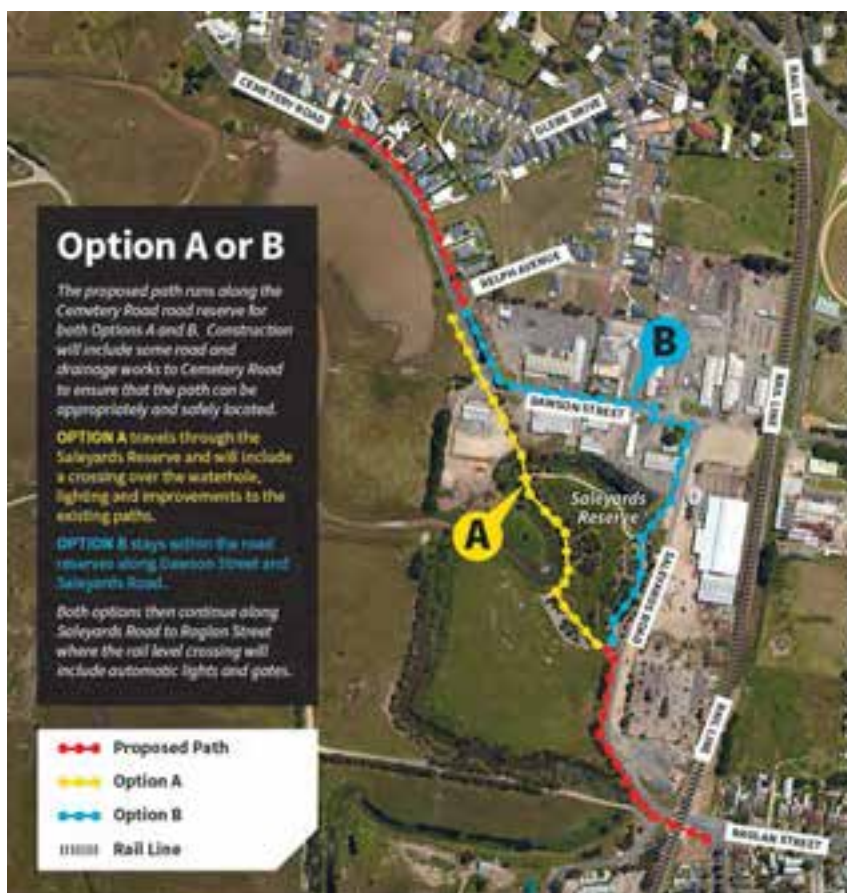 CEMETERY ROAD
GLEBE DRIVE
RAIL LINE
RELPH AVENUE
B
DAWSON STREET
RAIL LINE
Saleyards
Reserve
A
SALEYARDS ROAD
RAIL LINE
RAGLAN STREET
Option A or B
The proposed path runs along the
Cemetery Road road reserve for
both Options A and B. Construction
will include some road and
drainage works to Cemetery Road
to ensure that the path can be
appropriately and safely located.
OPTION A travels through the
Saleyards Reserve and will include
a crossing over the waterhole,
lighting and improvements to the
existing paths.
OPTION B stays within the road
reserves along Dawson Street and
Saleyards Road.
Both options then continue along
Saleyards Road to Raglan Street
where the rail level crossing will
include automatic lights and gates.
Proposed Path
Option A
Option B
Rail Line